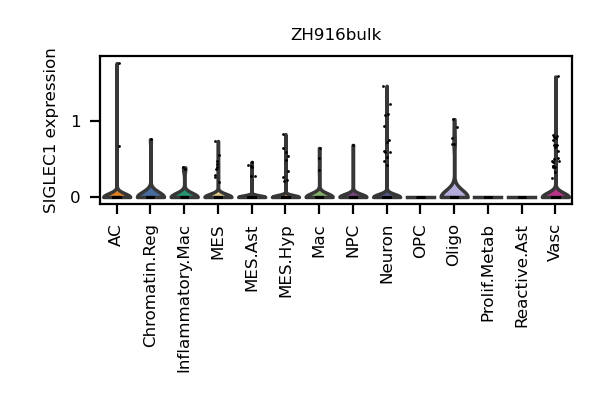 ZH916bulk
SIGLEC1 expression
1
0
AC
Chromatin.Reg
Inflammatory.Mac
MES
MES.Ast
MES.Hyp
Mac
NPC
Neuron
OPC
Oligo
Prolif.Metab
Reactive.Ast
Vasc